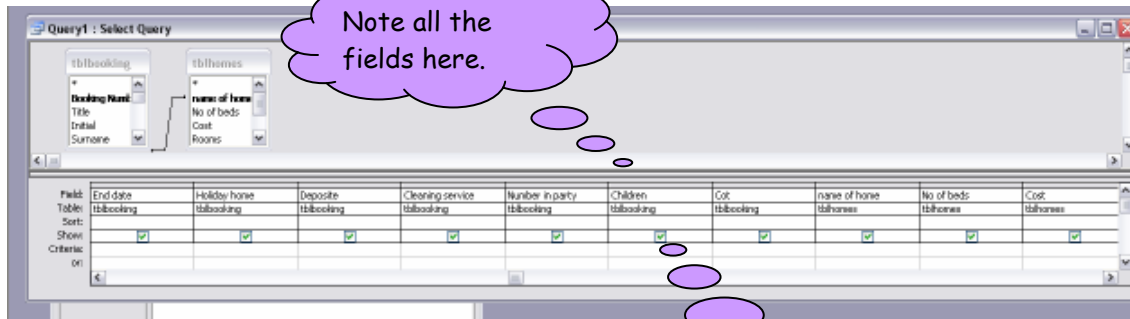 Note all the
fields here.
Query1 : Select Query
tblbooking tblhomes
* *
Booking Numb name of home
Title No of beds
Initial Cost
Surname Rooms
Field: End date Holiday home Deposite Cleaning service Number in party Children Cot name of home No of beds Cost
Table: tblbooking tblbooking tblbooking tblbooking tblbooking tblbooking tblbooking tblhomes tblhomes tblhomes
Sort:
Show:
Criteria:
or: